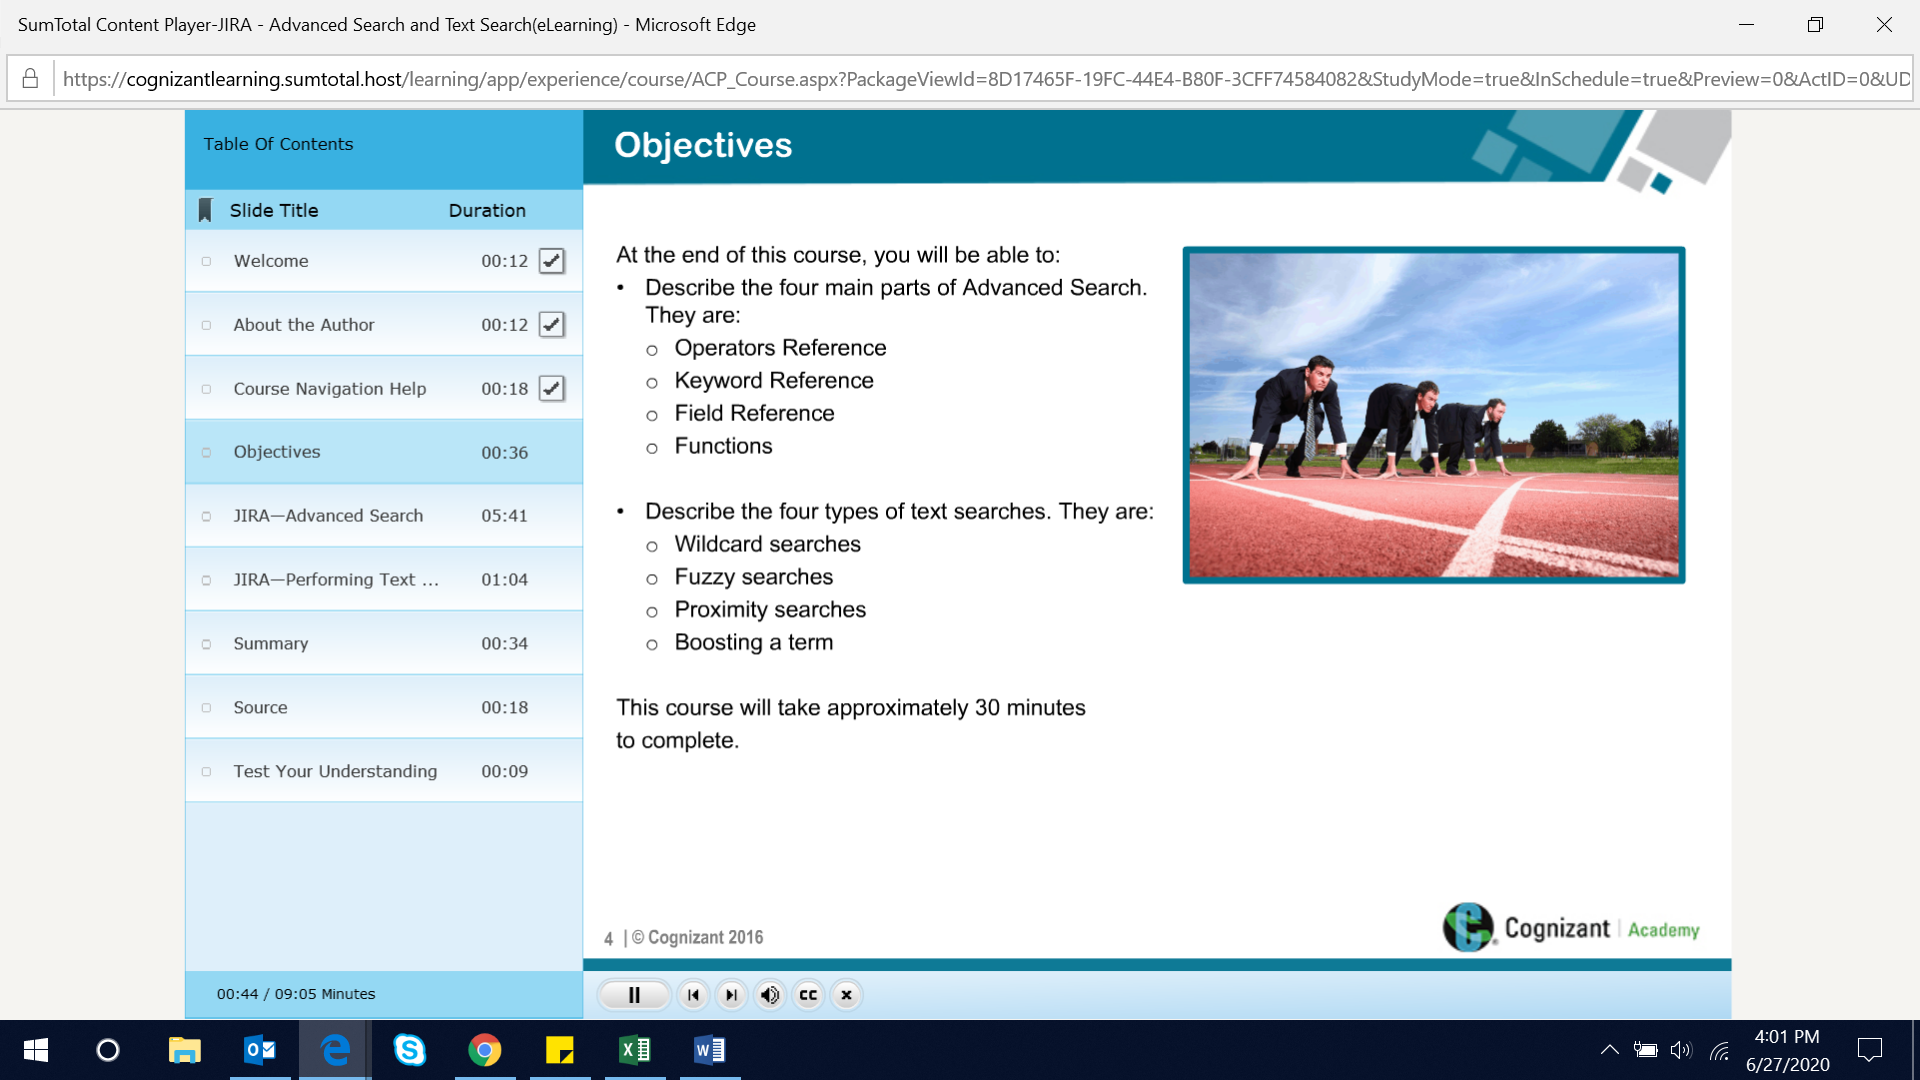 SumTotal Content Player-JIRA - Advanced Search and Text Search(eLearning) - Microsoft Edge
https://cognizantlearning.sumtotal.host/learning/app/experience/course/ACP_Course.aspx?PackageViewId=8D17465F-19FC-44E4-B80F-3CFF74584082&StudyMode=true&InSchedule=true&Preview=0&ActID=0&UD
Table Of Contents
Slide Title Duration
Welcome 00:12
About the Author 00:12
Course Navigation Help 00:18
Objectives 00:36
JIRA—Advanced Search 05:41
JIRA—Performing Text ... 01:04
Summary 00:34
Source 00:18
Test Your Understanding 00:09
00:44 / 09:05 Minutes
Objectives
At the end of this course, you will be able to:
• Describe the four main parts of Advanced Search.
They are:
o Operators Reference
o Keyword Reference
o Field Reference
o Functions
• Describe the four types of text searches. They are:
o Wildcard searches
o Fuzzy searches
o Proximity searches
o Boosting a term
This course will take approximately 30 minutes
to complete.
4 | © Cognizant 2016
Cognizant | Academy
CC
4:01 PM
6/27/2020